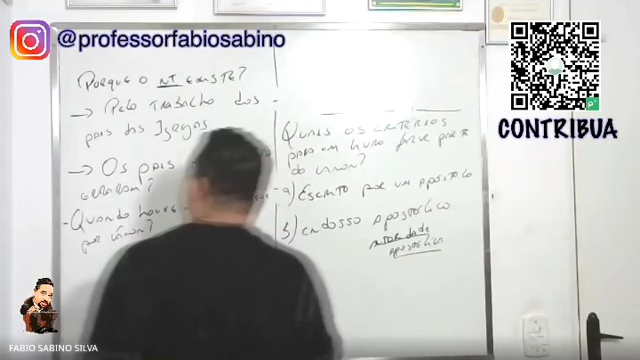 @professorfabiosabino
PORQUE O NT EXISTE?
→ PELO TRABALHO DOS
PAIS DAS IGREJAS
→ OS PAIS
- QUANDO HOUVE
POR CÂNON?
QUAIS OS CRITÉRIOS
PARA UM LIVRO FAZER PARTE
DO CÂNON?
a) ESCRITO POR UM APOSTOLO
b) ENDOSSO APOSTÓLICO
AUTORIDADE
APOSTÓLICA
CONTRIBUA
FABIO SABINO SILVA